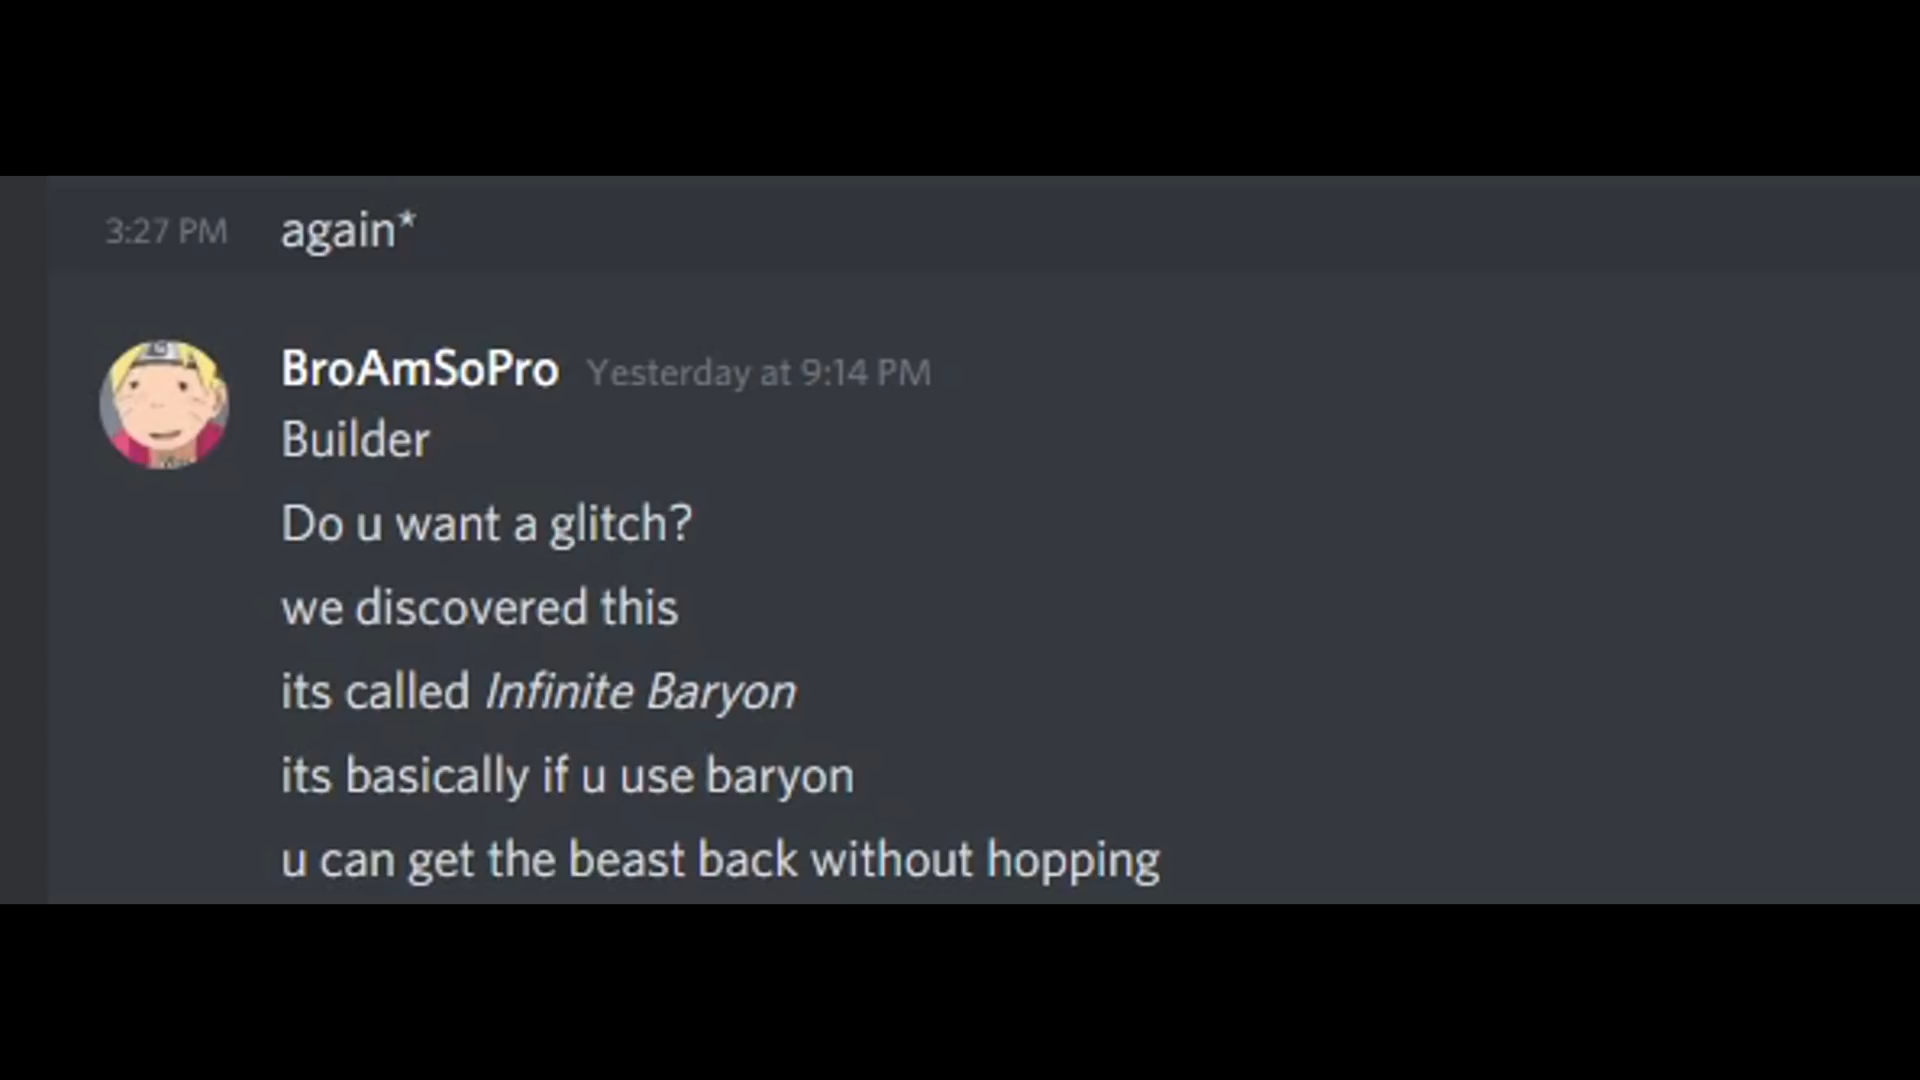 3:27 PM again*
BroAmSoPro Yesterday at 9:14 PM
Builder
Do u want a glitch?
we discovered this
its called Infinite Baryon
its basically if u use baryon
u can get the beast back without hopping